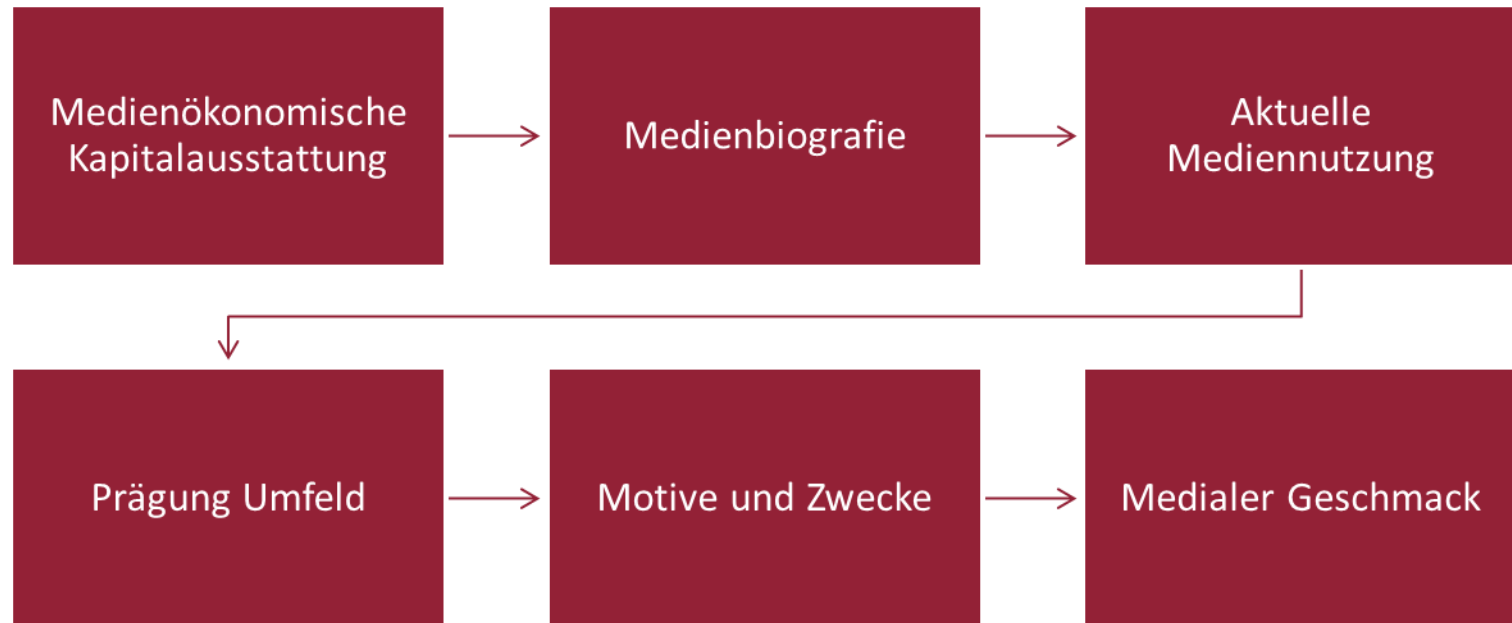 Medienökonomische
Kapitalausstattung
Medienbiografie
Aktuelle
Mediennutzung
Prägung Umfeld
Motive und Zwecke
Medialer Geschmack